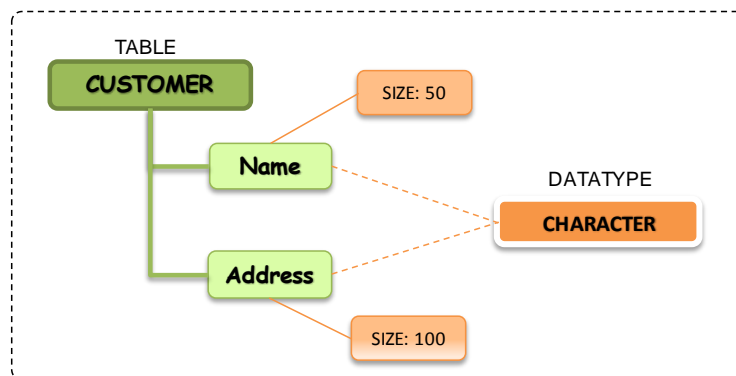 TABLE
CUSTOMER
SIZE: 50
Name
DATATYPE
CHARACTER
Address
SIZE: 100